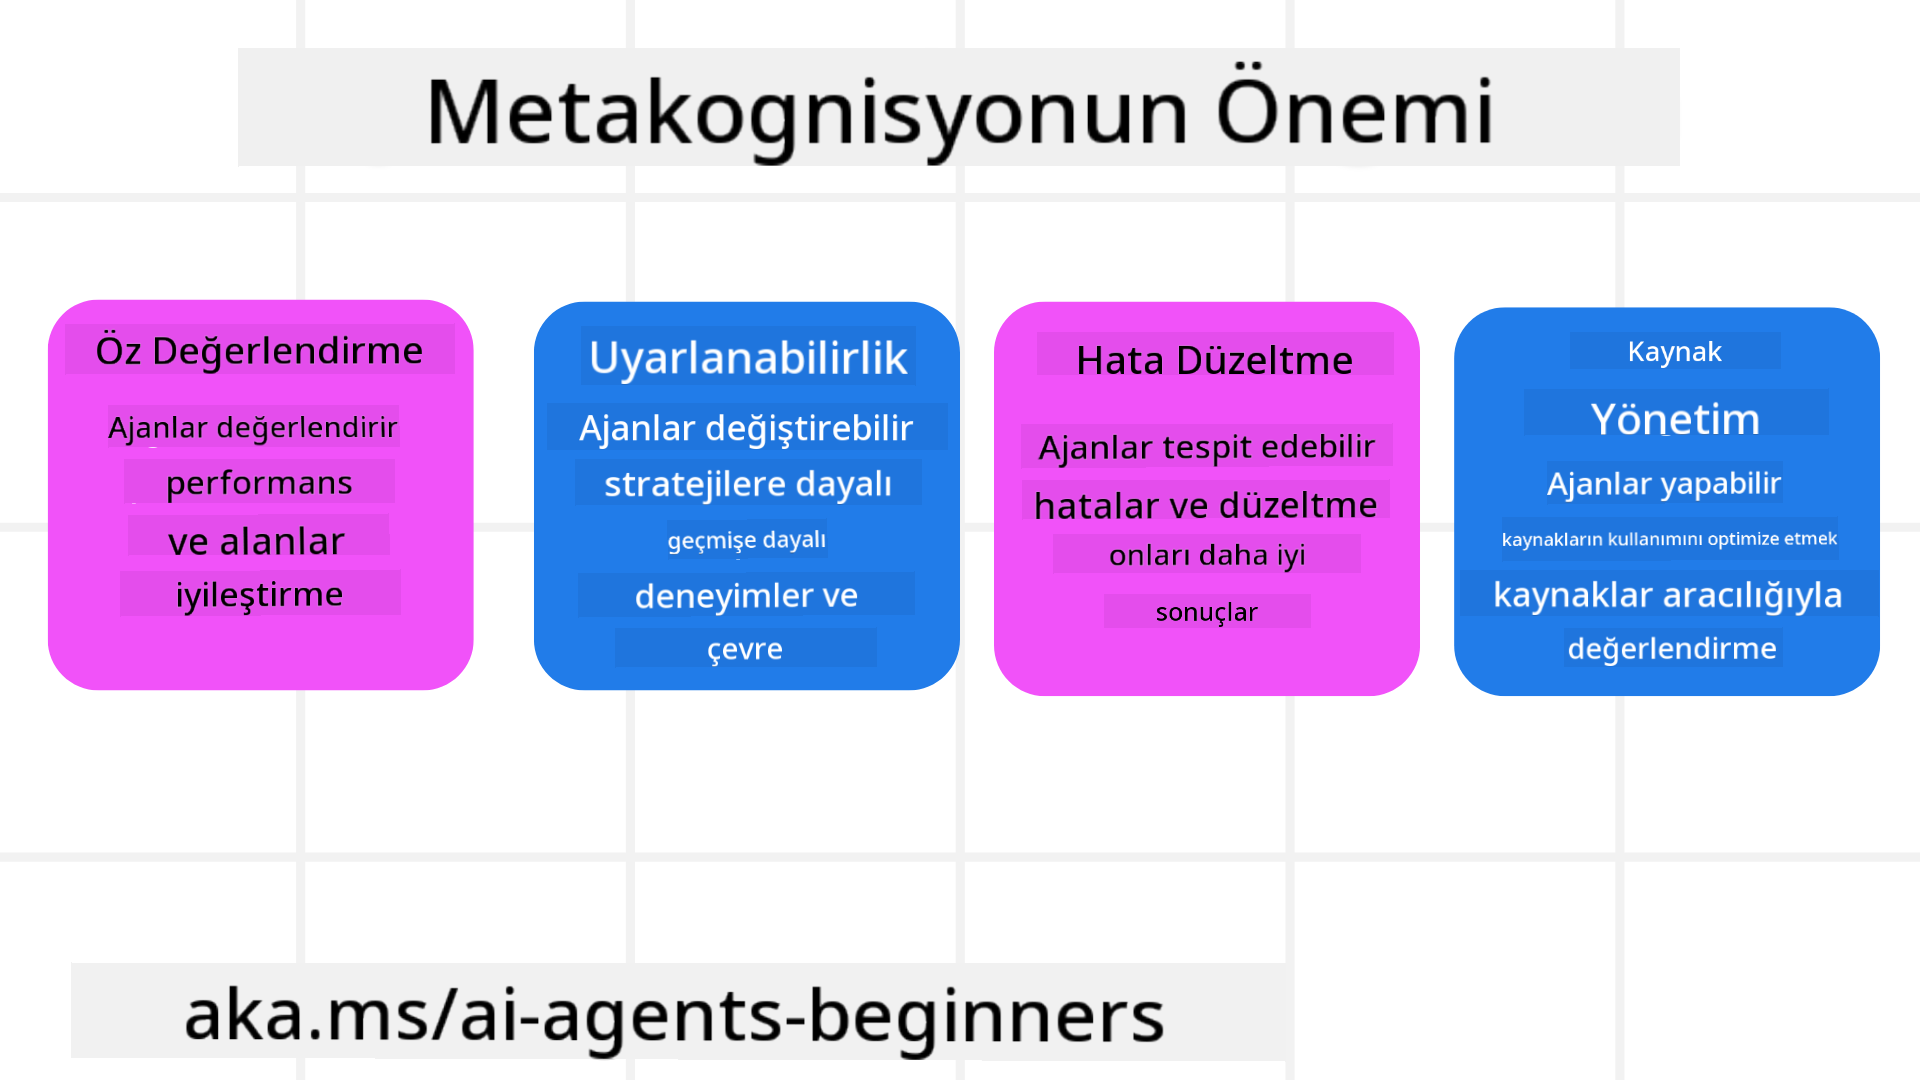 Metakognisyonun Önemi
Öz Değerlendirme
Ajanlar değerlendirir
performans
ve alanlar
iyileştirme
Uyarlanabilirlik
Ajanlar değiştirebilir
stratejilere dayalı
geçmişe dayalı
deneyimler ve
çevre
Hata Düzeltme
Ajanlar tespit edebilir
hatalar ve düzeltme
onları daha iyi
sonuçlar
Kaynak
Yönetim
Ajanlar yapabilir
kaynakların kullanımını optimize etmek
kaynaklar aracılığıyla
değerlendirme
aka.ms/ai-agents-beginners